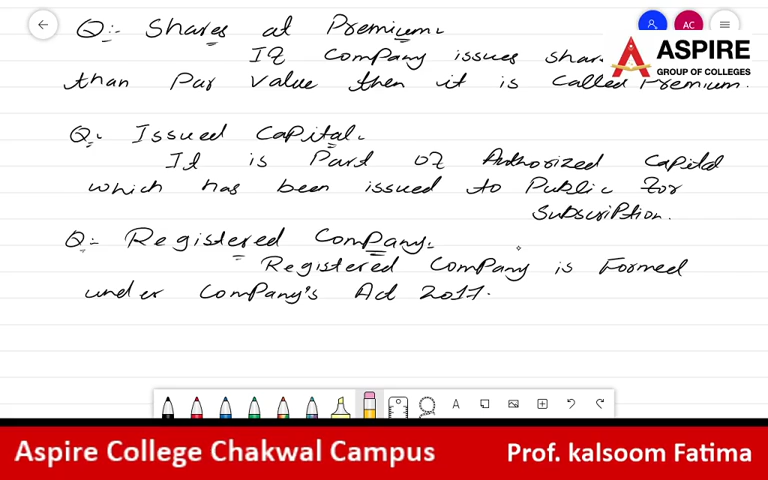 Q:- Shares at Premium.
AC
If Company issues shar
ASPIRE
GROUP OF COLLEGES
than Par value then it is called Premium.
Q: Issued Capital.
It is Part of Authorized Capital
which has been issued to Public for
Subscription.
Q:- Registered Company.
Registered Company is Formed
under Company's Act 2017.
A
Aspire College Chakwal Campus
Prof. kalsoom Fatima